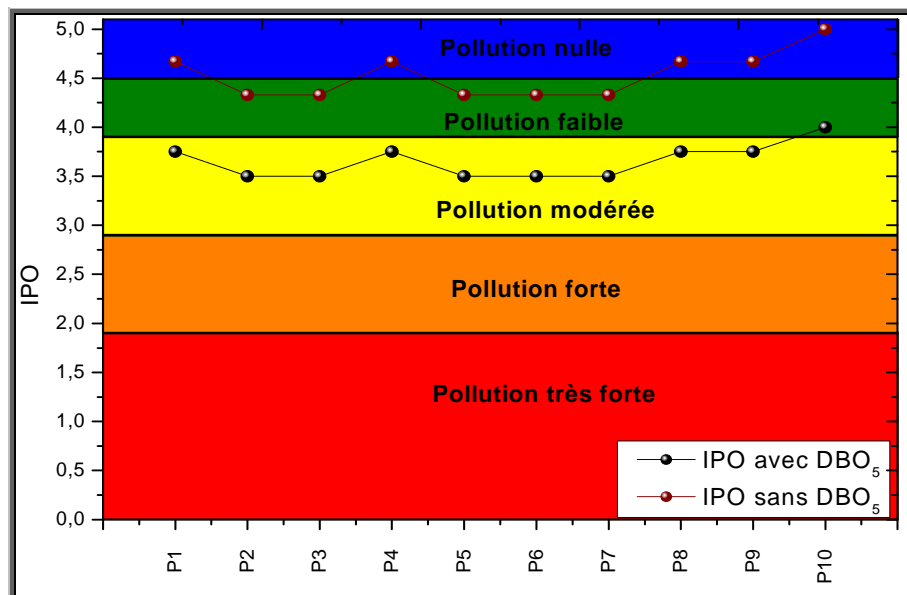 5,0
4,5
4,0
3,5
3,0
2,5
2,0
1,5
1,0
0,5
0,0
IPO
Pollution nulle
Pollution faible
Pollution modérée
Pollution forte
Pollution très forte
IPO avec DBO₅
IPO sans DBO₅
P1 P2 P3 P4 P5 P6 P7 P8 P9 P10